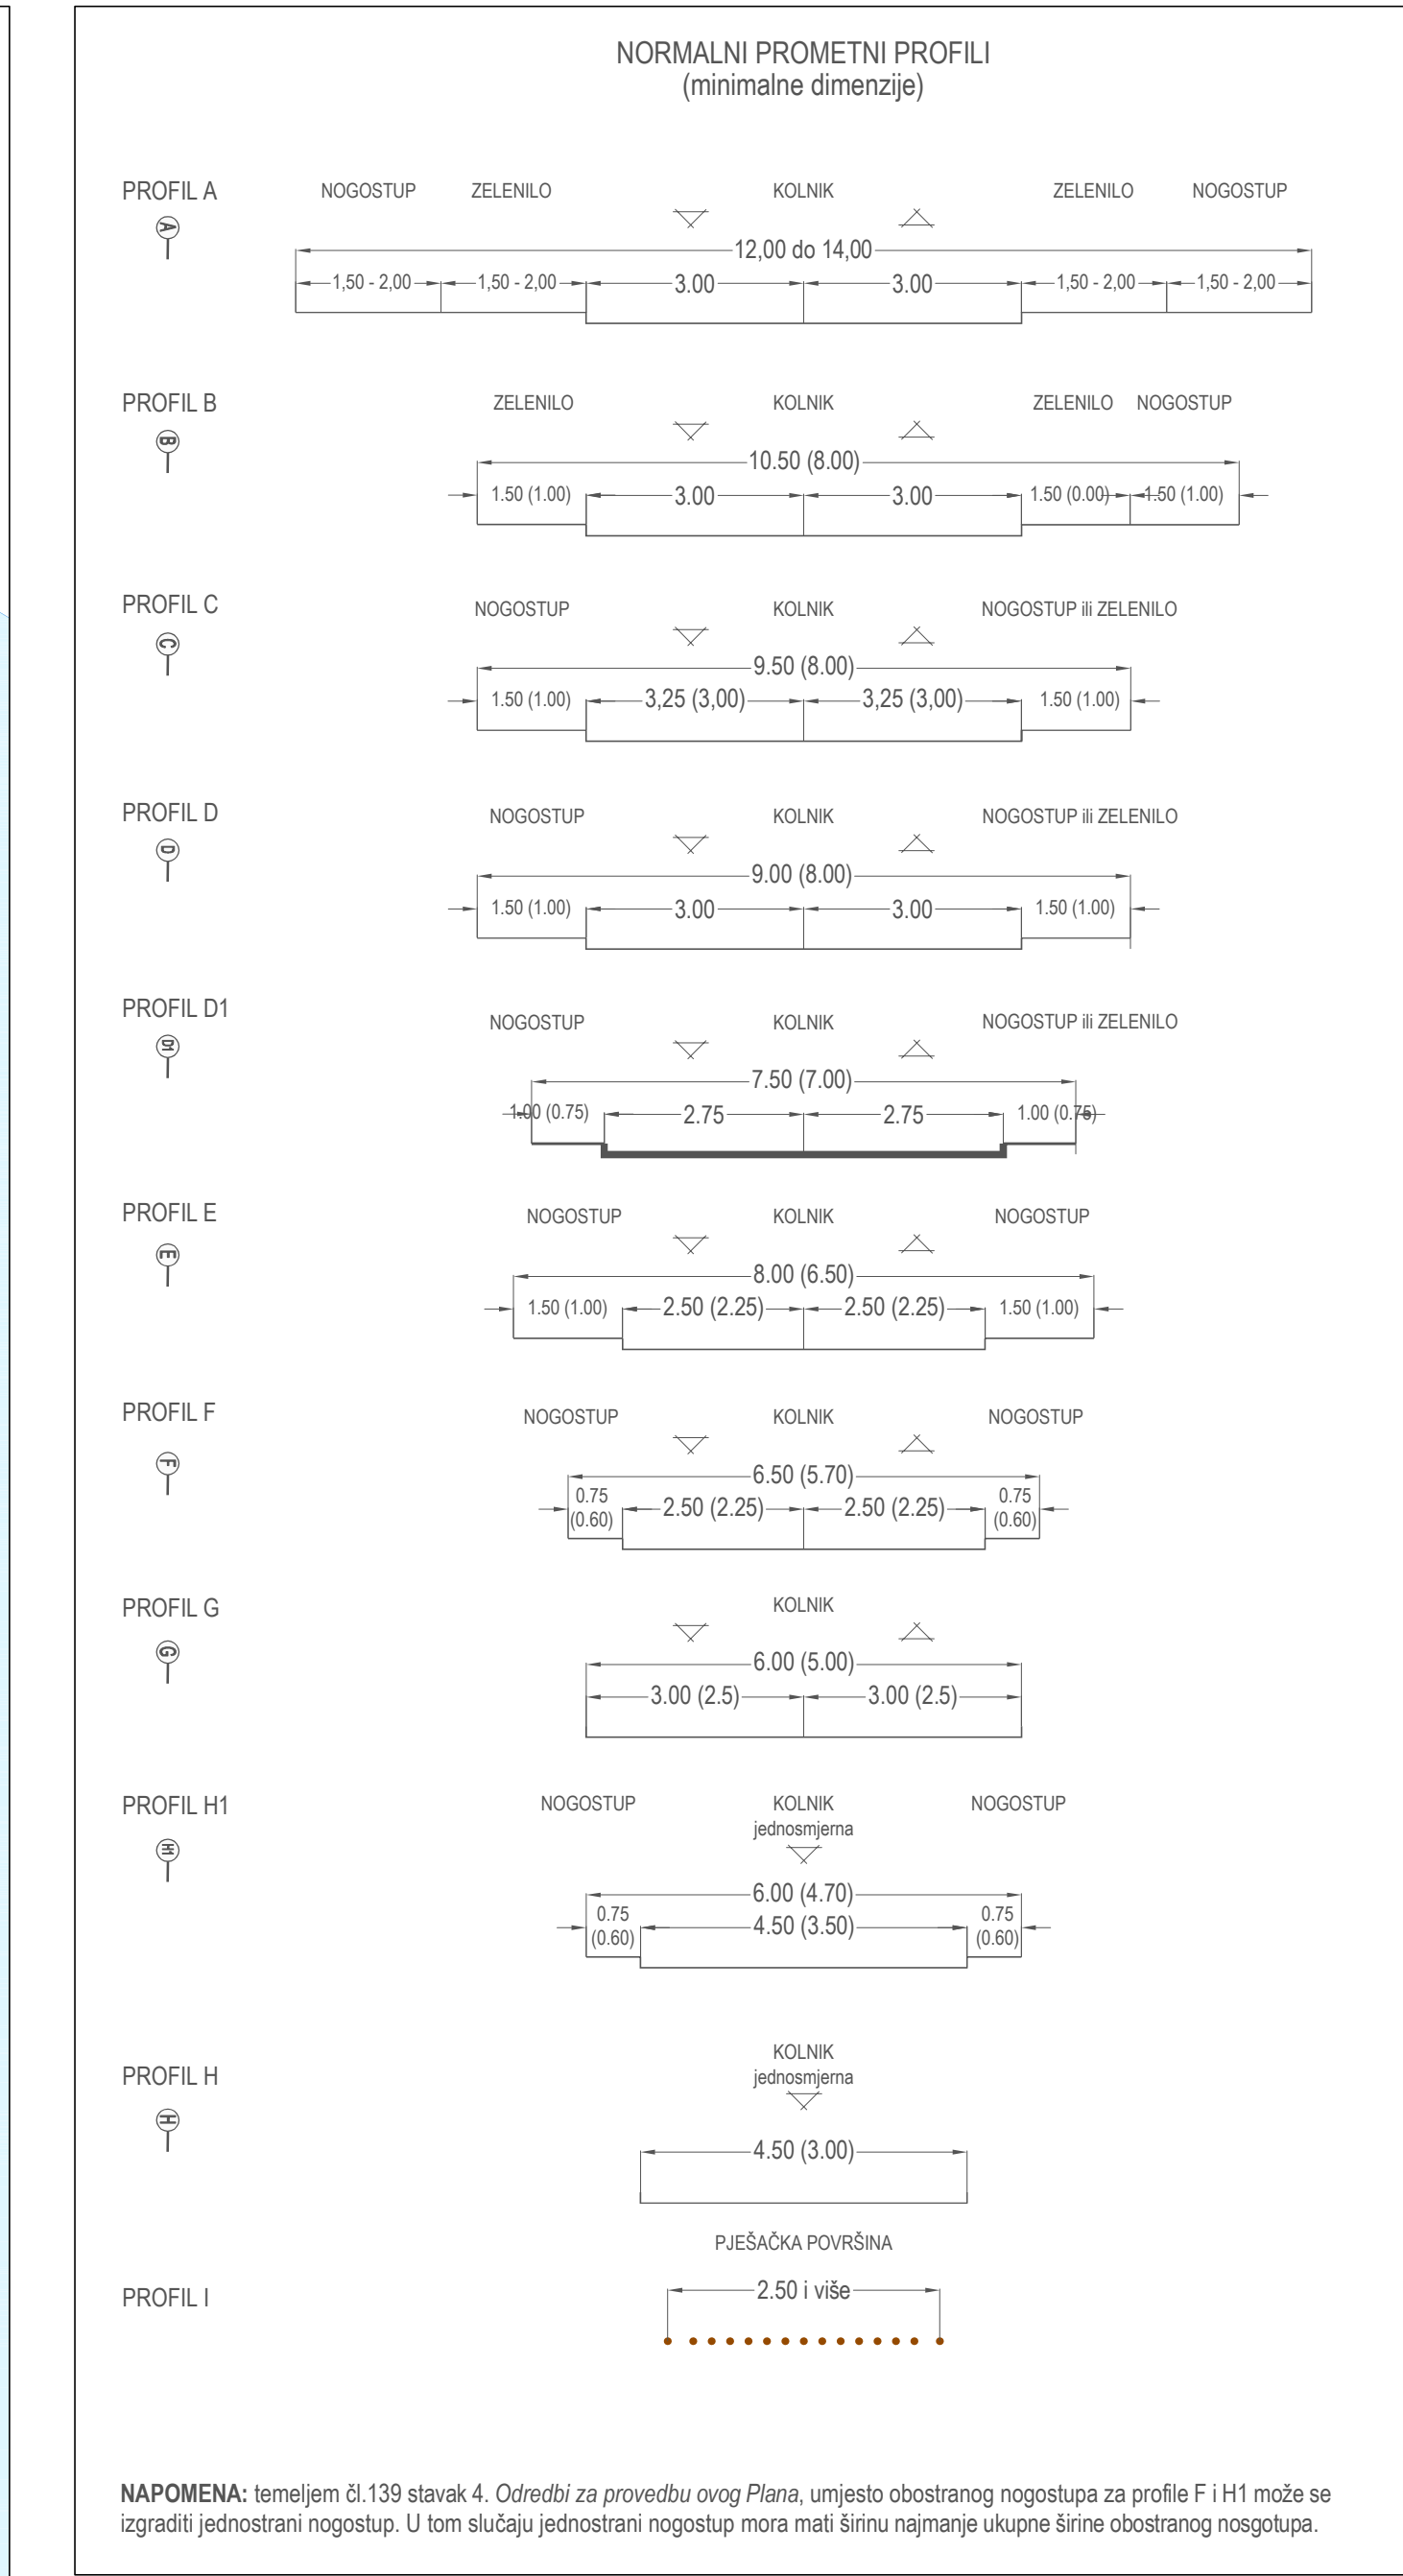 NORMALNI PROMETNI PROFILI
(minimalne dimenzije)
PROFIL A
NOGOSTUP ZELENILO KOLNIK ZELENILO NOGOSTUP
A
12,00 do 14,00
1,50 - 2,00 1,50 - 2,00 3.00 3.00 1,50 - 2,00 1,50 - 2,00
PROFIL B
ZELENILO KOLNIK ZELENILO NOGOSTUP
B
10.50 (8.00)
1.50 (1.00) 3.00 3.00 1.50 (0.00) 1.50 (1.00)
PROFIL C
NOGOSTUP KOLNIK NOGOSTUP ili ZELENILO
C
9.50 (8.00)
1.50 (1.00) 3,25 (3,00) 3,25 (3,00) 1.50 (1.00)
PROFIL D
NOGOSTUP KOLNIK NOGOSTUP ili ZELENILO
D
9.00 (8.00)
1.50 (1.00) 3.00 3.00 1.50 (1.00)
PROFIL D1
NOGOSTUP KOLNIK NOGOSTUP ili ZELENILO
D1
7.50 (7.00)
1.00 (0.75) 2.75 2.75 1.00 (0.75)
PROFIL E
NOGOSTUP KOLNIK NOGOSTUP
E
8.00 (6.50)
1.50 (1.00) 2.50 (2.25) 2.50 (2.25) 1.50 (1.00)
PROFIL F
NOGOSTUP KOLNIK NOGOSTUP
F
6.50 (5.70)
0.75 (0.60) 2.50 (2.25) 2.50 (2.25) 0.75 (0.60)
PROFIL G
KOLNIK
G
6.00 (5.00)
3.00 (2.5) 3.00 (2.5)
PROFIL H1
NOGOSTUP KOLNIK NOGOSTUP
jednosmjerna
H1
6.00 (4.70)
0.75 (0.60) 4.50 (3.50) 0.75 (0.60)
KOLNIK
jednosmjerna
PROFIL H
H
4.50 (3.00)
PJEŠAČKA POVRŠINA
PROFIL I
2.50 i više
NAPOMENA: temeljem čl.139 stavak 4. Odredbi za provedbu ovog Plana, umjesto obostranog nogostupa za profile F i H1 može se
izgraditi jednostrani nogostup. U tom slučaju jednostrani nogostup mora mati širinu najmanje ukupne širine obostranog nosgotupa.